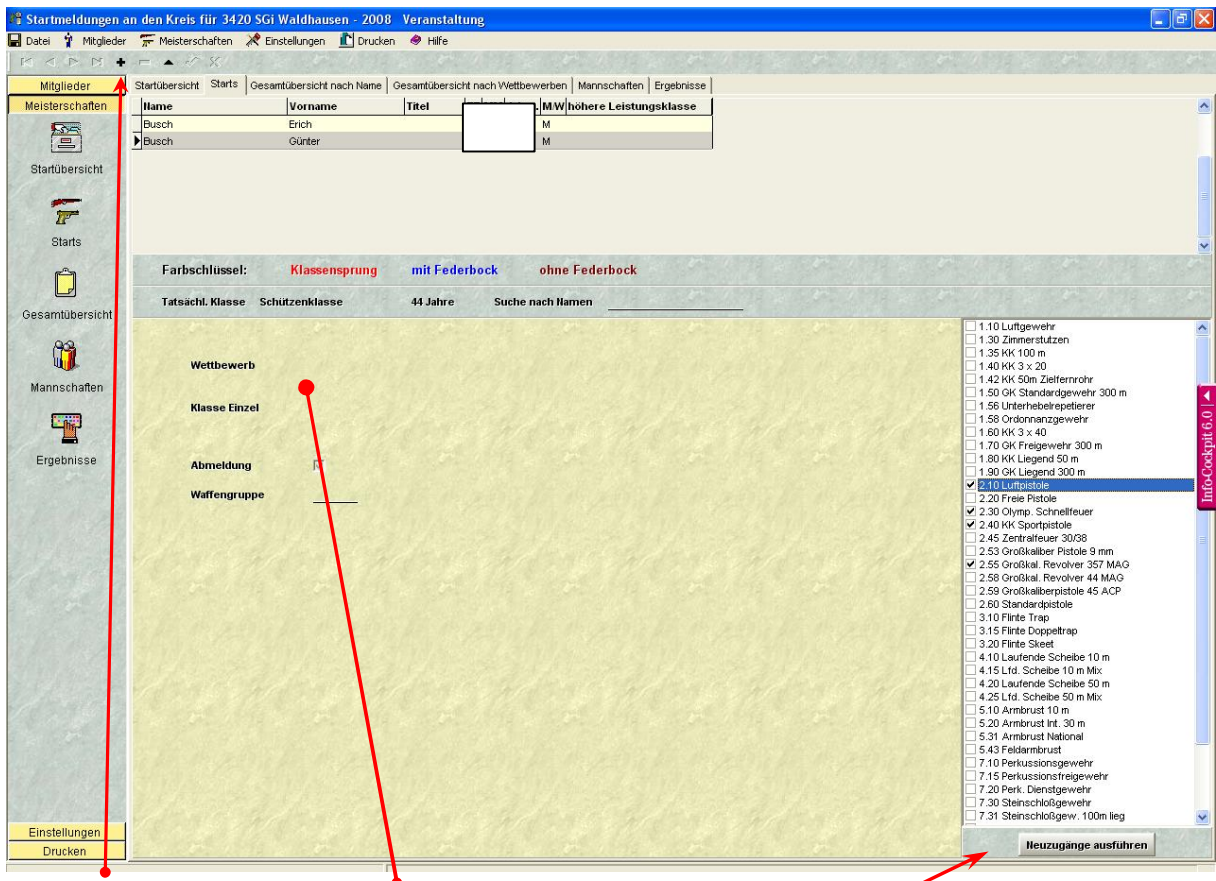 Startmeldungen an den Kreis für 3420 SGi Waldhausen - 2008 Veranstaltung
Datei Mitglieder Meisterschaften Einstellungen Drucken Hilfe
Mitglieder
Startübersicht Starts Gesamtübersicht nach Name Gesamtübersicht nach Wettbewerben Mannschaften Ergebnisse
Meisterschaften
Name Vorname Titel M/W höhere Leistungsklasse
Busch Erich M
Busch Günter M
Startübersicht
Starts
Gesamtübersicht
Mannschaften
Ergebnisse
Farbschlüssel: Klassensprung mit Federbock ohne Federbock
Tatsächl. Klasse Schützenklasse 44 Jahre Suche nach Namen
Wettbewerb
Klasse Einzel
Abmeldung
Waffengruppe
1.10 Luftgewehr
1.30 Zimmerstutzen
1.35 KK 100 m
1.40 KK 3 x 20
1.42 KK 50m Zielfernrohr
1.50 GK Standardgewehr 300 m
1.56 Unterhebelrepetierer
1.58 Ordonnanzgewehr
1.60 KK 3 x 40
1.70 GK Freigewehr 300 m
1.80 KK Liegend 50 m
1.90 GK Liegend 300 m
2.10 Luftpistole
2.20 Freie Pistole
2.30 Olymp. Schnellfeuer
2.40 KK Sportpistole
2.45 Zentralfeuer 30/38
2.53 Großkaliber Pistole 9 mm
2.55 Großkal. Revolver 357 MAG
2.58 Großkal. Revolver 44 MAG
2.59 Großkaliberpistole 45 ACP
2.60 Standardpistole
3.10 Flinte Trap
3.15 Flinte Doppeltrap
3.20 Flinte Skeet
4.10 Laufende Scheibe 10 m
4.15 Lfd. Scheibe 10 m Mix
4.20 Laufende Scheibe 50 m
4.25 Lfd. Scheibe 50 m Mix
5.10 Armbrust 10 m
5.20 Armbrust Int. 30 m
5.31 Armbrust National
5.43 Feldarmbrust
7.10 Perkussionsgewehr
7.15 Perkussionsfreigewehr
7.20 Perk. Dienstgewehr
7.30 Steinschloßgewehr
7.31 Steinschloßgew. 100m lieg
Info-Cockpit 6.0
Einstellungen
Drucken
Neuzugänge ausführen